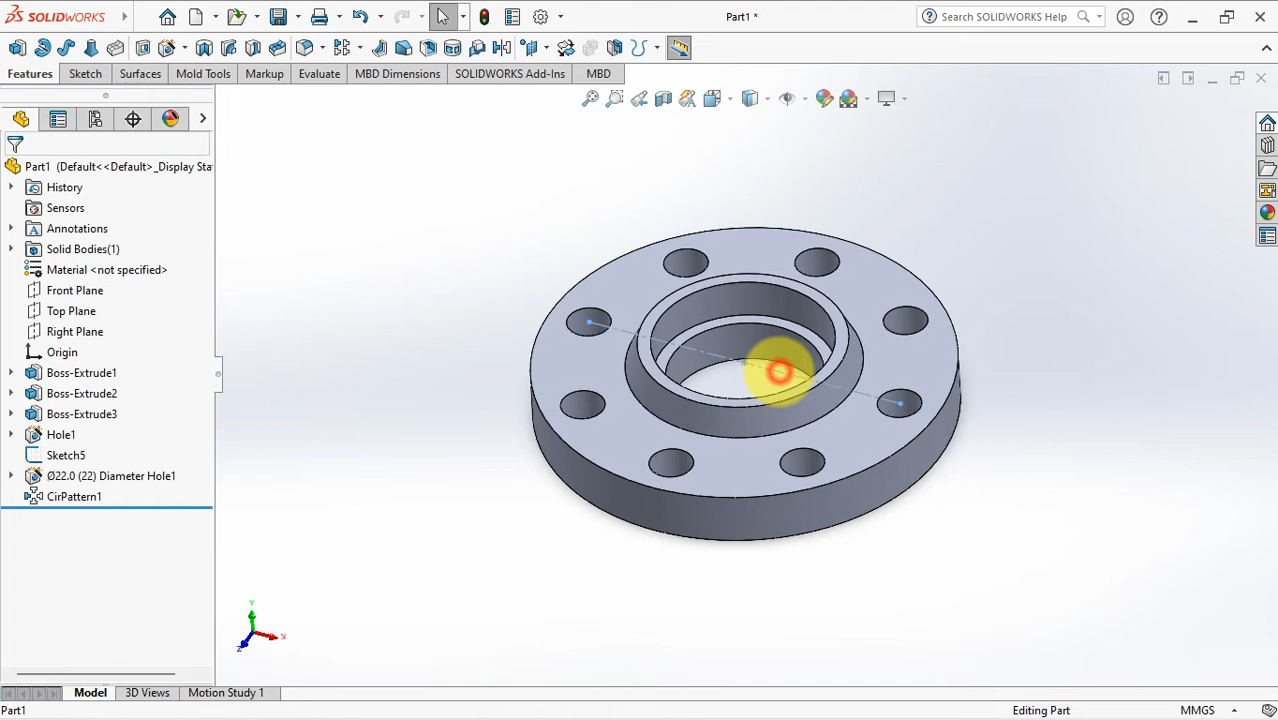 SOLIDWORKS
Part1 *
Search SOLIDWORKS Help
Features
Sketch
Surfaces
Mold Tools
Markup
Evaluate
MBD Dimensions
SOLIDWORKS Add-Ins
MBD
Part1 (Default<<Default>_Display Sta
History
Sensors
Annotations
Solid Bodies(1)
Material <not specified>
Front Plane
Top Plane
Right Plane
Origin
Boss-Extrude1
Boss-Extrude2
Boss-Extrude3
Hole1
Sketch5
Ø22.0 (22) Diameter Hole1
CirPattern1
Y
X
Z
Model
3D Views
Motion Study 1
Part1
Editing Part
MMGS